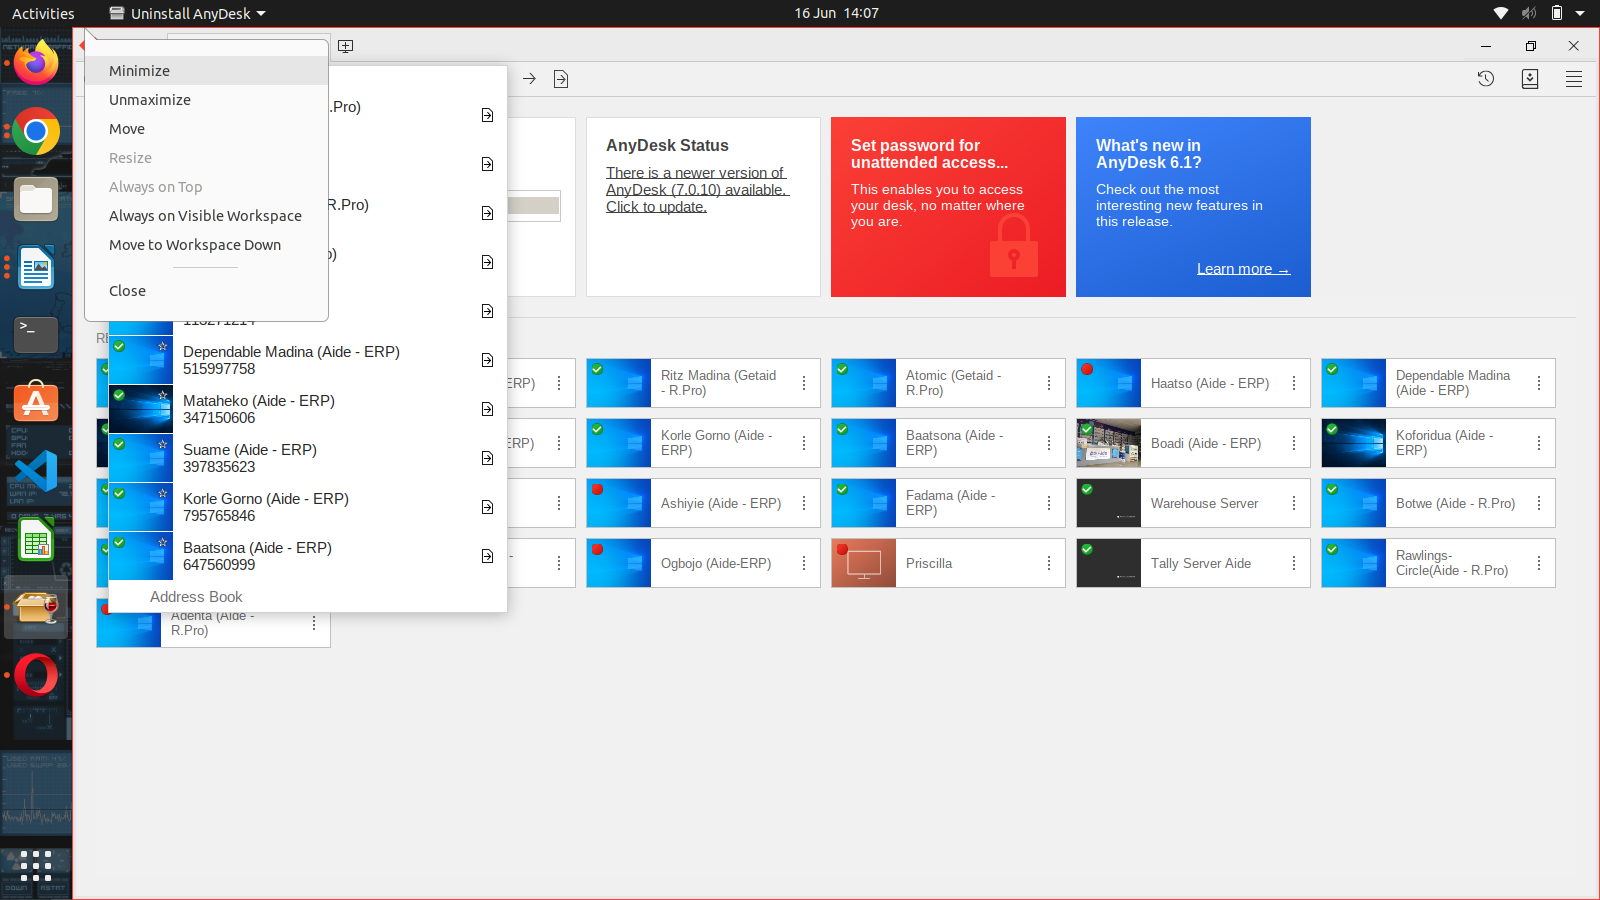 Activities
Uninstall AnyDesk
16 Jun 14:07
Minimize
Unmaximize
Move
Resize
Always on Top
Always on Visible Workspace
Move to Workspace Down
Close
.Pro)
R.Pro)
Dependable Madina (Aide - ERP)
515997758
Mataheko (Aide - ERP)
347150606
Suame (Aide - ERP)
397835623
Korle Gorno (Aide - ERP)
795765846
Baatsona (Aide - ERP)
647560999
Address Book
AnyDesk Status
There is a newer version of
AnyDesk (7.0.10) available.
Click to update.
Set password for
unattended access...
This enables you to access
your desk, no matter where
you are.
What's new in
AnyDesk 6.1?
Check out the most
interesting new features in
this release.
Learn more →
ERP)
Ritz Madina (Getaid
- R.Pro)
Atomic (Getaid -
R.Pro)
Haatso (Aide - ERP)
Dependable Madina
(Aide - ERP)
ERP)
Korle Gorno (Aide -
ERP)
Baatsona (Aide -
ERP)
Boadi (Aide - ERP)
Koforidua (Aide -
ERP)
Ashiyie (Aide - ERP)
Fadama (Aide -
ERP)
Warehouse Server
Botwe (Aide - R.Pro)
Ogbojo (Aide-ERP)
Priscilla
Tally Server Aide
Rawlings-
Circle(Aide - R.Pro)
Adenta (Aide -
R.Pro)